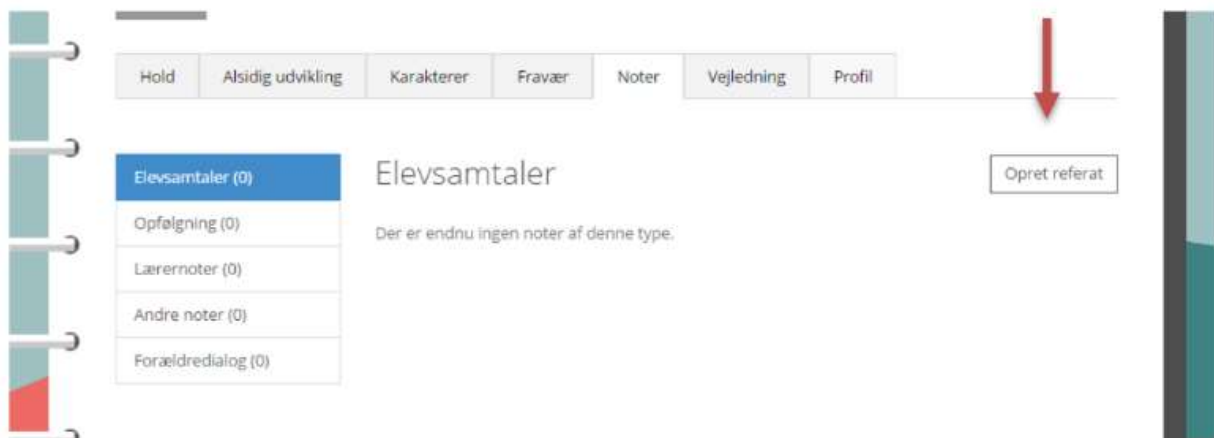 Hold Alsidig udvikling Karakterer Fravær Noter Vejledning Profil
Elevsamtaler (0)
Opfølgning (0)
Lærernoter (0)
Andre noter (0)
Forældredialog (0)
Elevsamtaler
Der er endnu ingen noter af denne type.
Opret referat